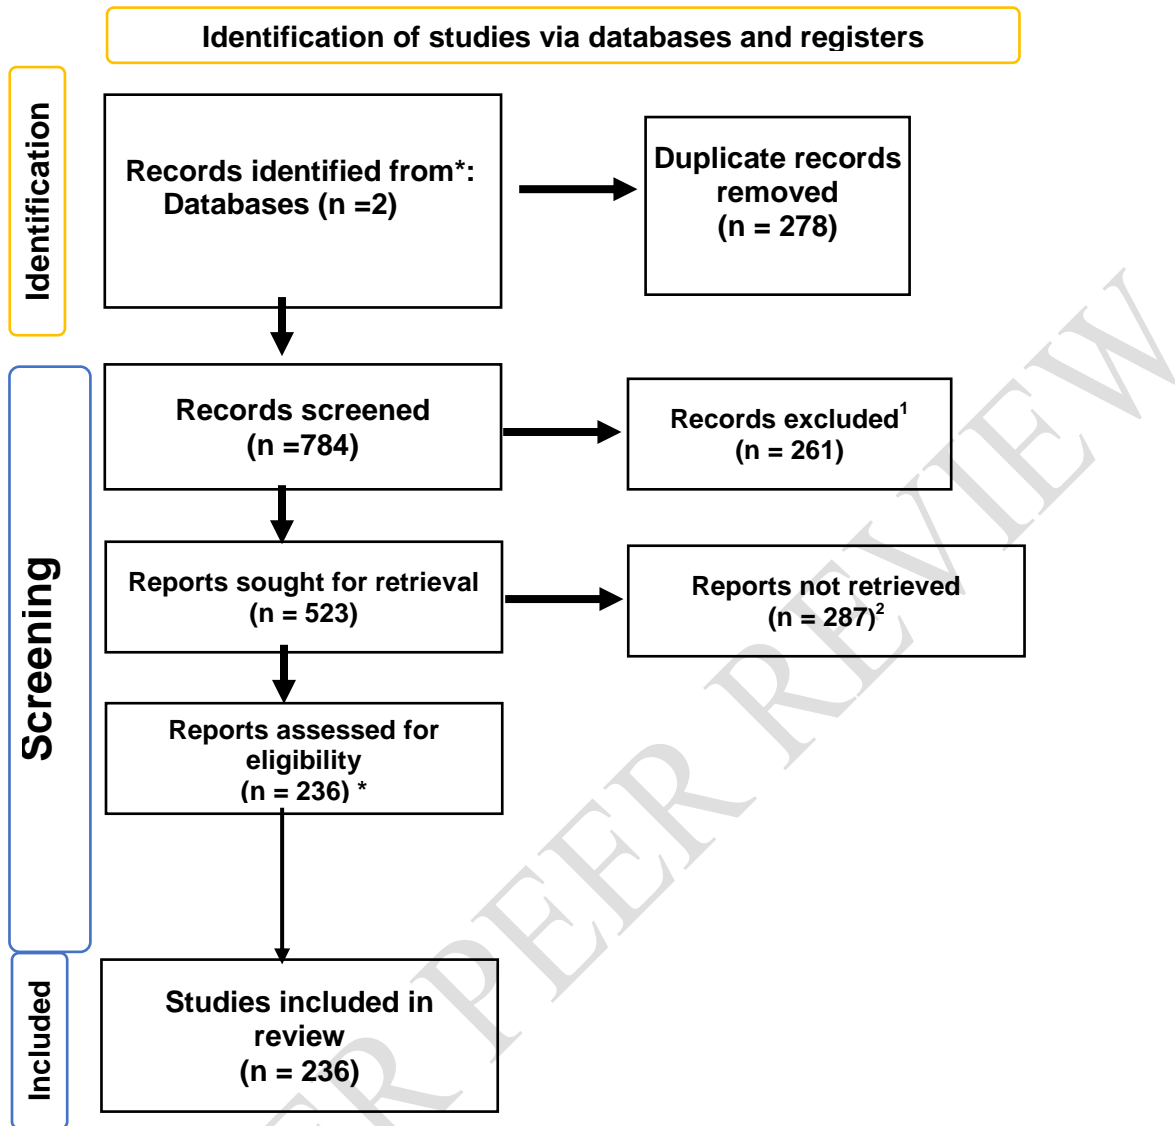 Identification of studies via databases and registers
Identification
Records identified from*:
Databases (n =2)
Duplicate records
removed
(n = 278)
Screening
Records screened
(n =784)
Records excluded1
(n = 261)
Reports sought for retrieval
(n = 523)
Reports not retrieved
(n = 287)2
Reports assessed for
eligibility
(n = 236) *
Included
Studies included in
review
(n = 236)
ER PEER REVIEW